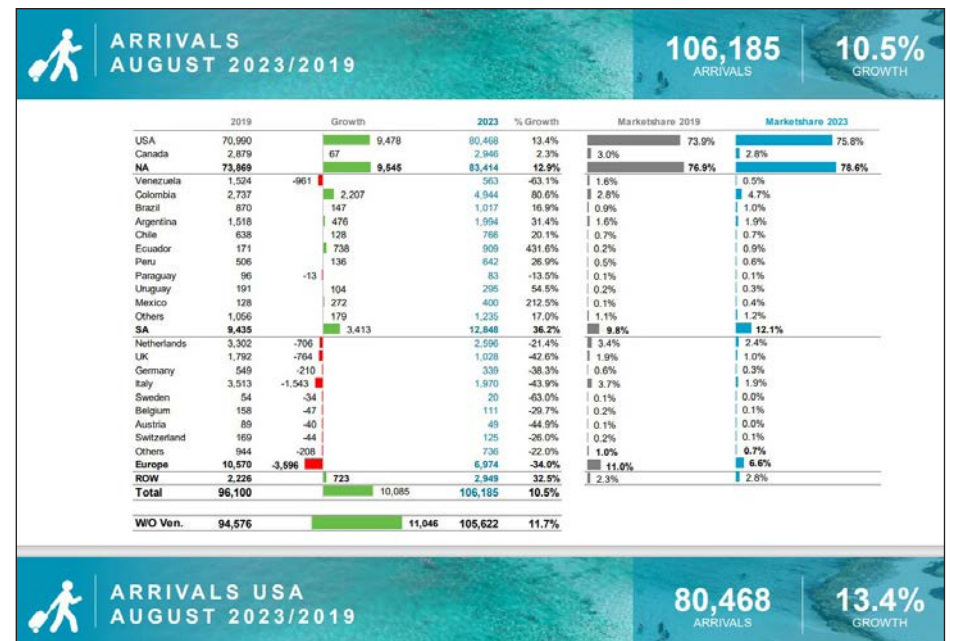 ARRIVALS
AUGUST 2023/2019
106,185
ARRIVALS
10.5%
GROWTH
2019 Growth 2023 % Growth Marketshare 2019 Marketshare 2023
USA 70,990 9,478 80,468 13.4% 73.9% 75.8%
Canada 2,879 67 2,946 2.3% 3.0% 2.8%
NA 73,869 9,545 83,414 12.9% 76.9% 78.6%
Venezuela 1,524 -961 563 -63.1% 1.6% 0.5%
Colombia 2,737 2,207 4,944 80.6% 2.8% 4.7%
Brazil 870 147 1,017 16.9% 0.9% 1.0%
Argentina 1,518 476 1,994 31.4% 1.6% 1.9%
Chile 638 128 766 20.1% 0.7% 0.7%
Ecuador 171 738 909 431.6% 0.2% 0.9%
Peru 506 136 642 26.9% 0.5% 0.6%
Paraguay 96 -13 83 -13.5% 0.1% 0.1%
Uruguay 191 104 295 54.5% 0.2% 0.3%
Mexico 128 272 400 212.5% 0.1% 0.4%
Others 1,056 179 1,235 17.0% 1.1% 1.2%
SA 9,435 3,413 12,848 36.2% 9.8% 12.1%
Netherlands 3,302 -706 2,596 -21.4% 3.4% 2.4%
UK 1,792 -764 1,028 -42.6% 1.9% 1.0%
Germany 549 -210 339 -38.3% 0.6% 0.3%
Italy 3,513 -1,543 1,970 -43.9% 3.7% 1.9%
Sweden 54 -34 20 -63.0% 0.1% 0.0%
Belgium 158 -47 111 -29.7% 0.2% 0.1%
Austria 89 -40 49 -44.9% 0.1% 0.0%
Switzerland 169 -44 125 -26.0% 0.2% 0.1%
Others 944 -208 736 -22.0% 1.0% 0.7%
Europe 10,570 -3,596 6,974 -34.0% 11.0% 6.6%
ROW 2,226 723 2,949 32.5% 2.3% 2.8%
Total 96,100 10,085 106,185 10.5%
W/O Ven. 94,576 11,046 105,622 11.7%
ARRIVALS USA
AUGUST 2023/2019
80,468
ARRIVALS
13.4%
GROWTH